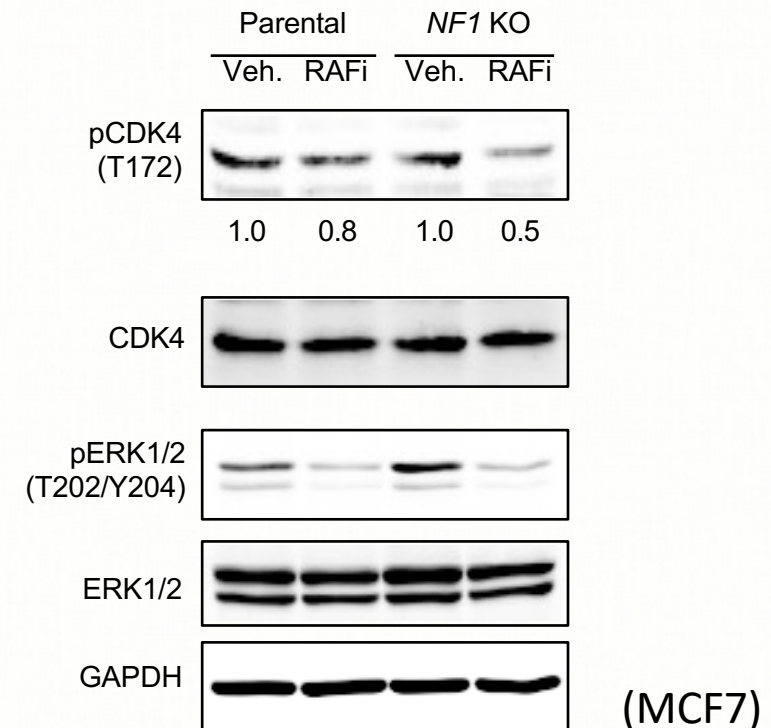 Parental NF1 KO
Veh. RAFi Veh. RAFi
pCDK4
(T172)
1.0 0.8 1.0 0.5
CDK4
pERK1/2
(T202/Y204)
ERK1/2
GAPDH
(MCF7)